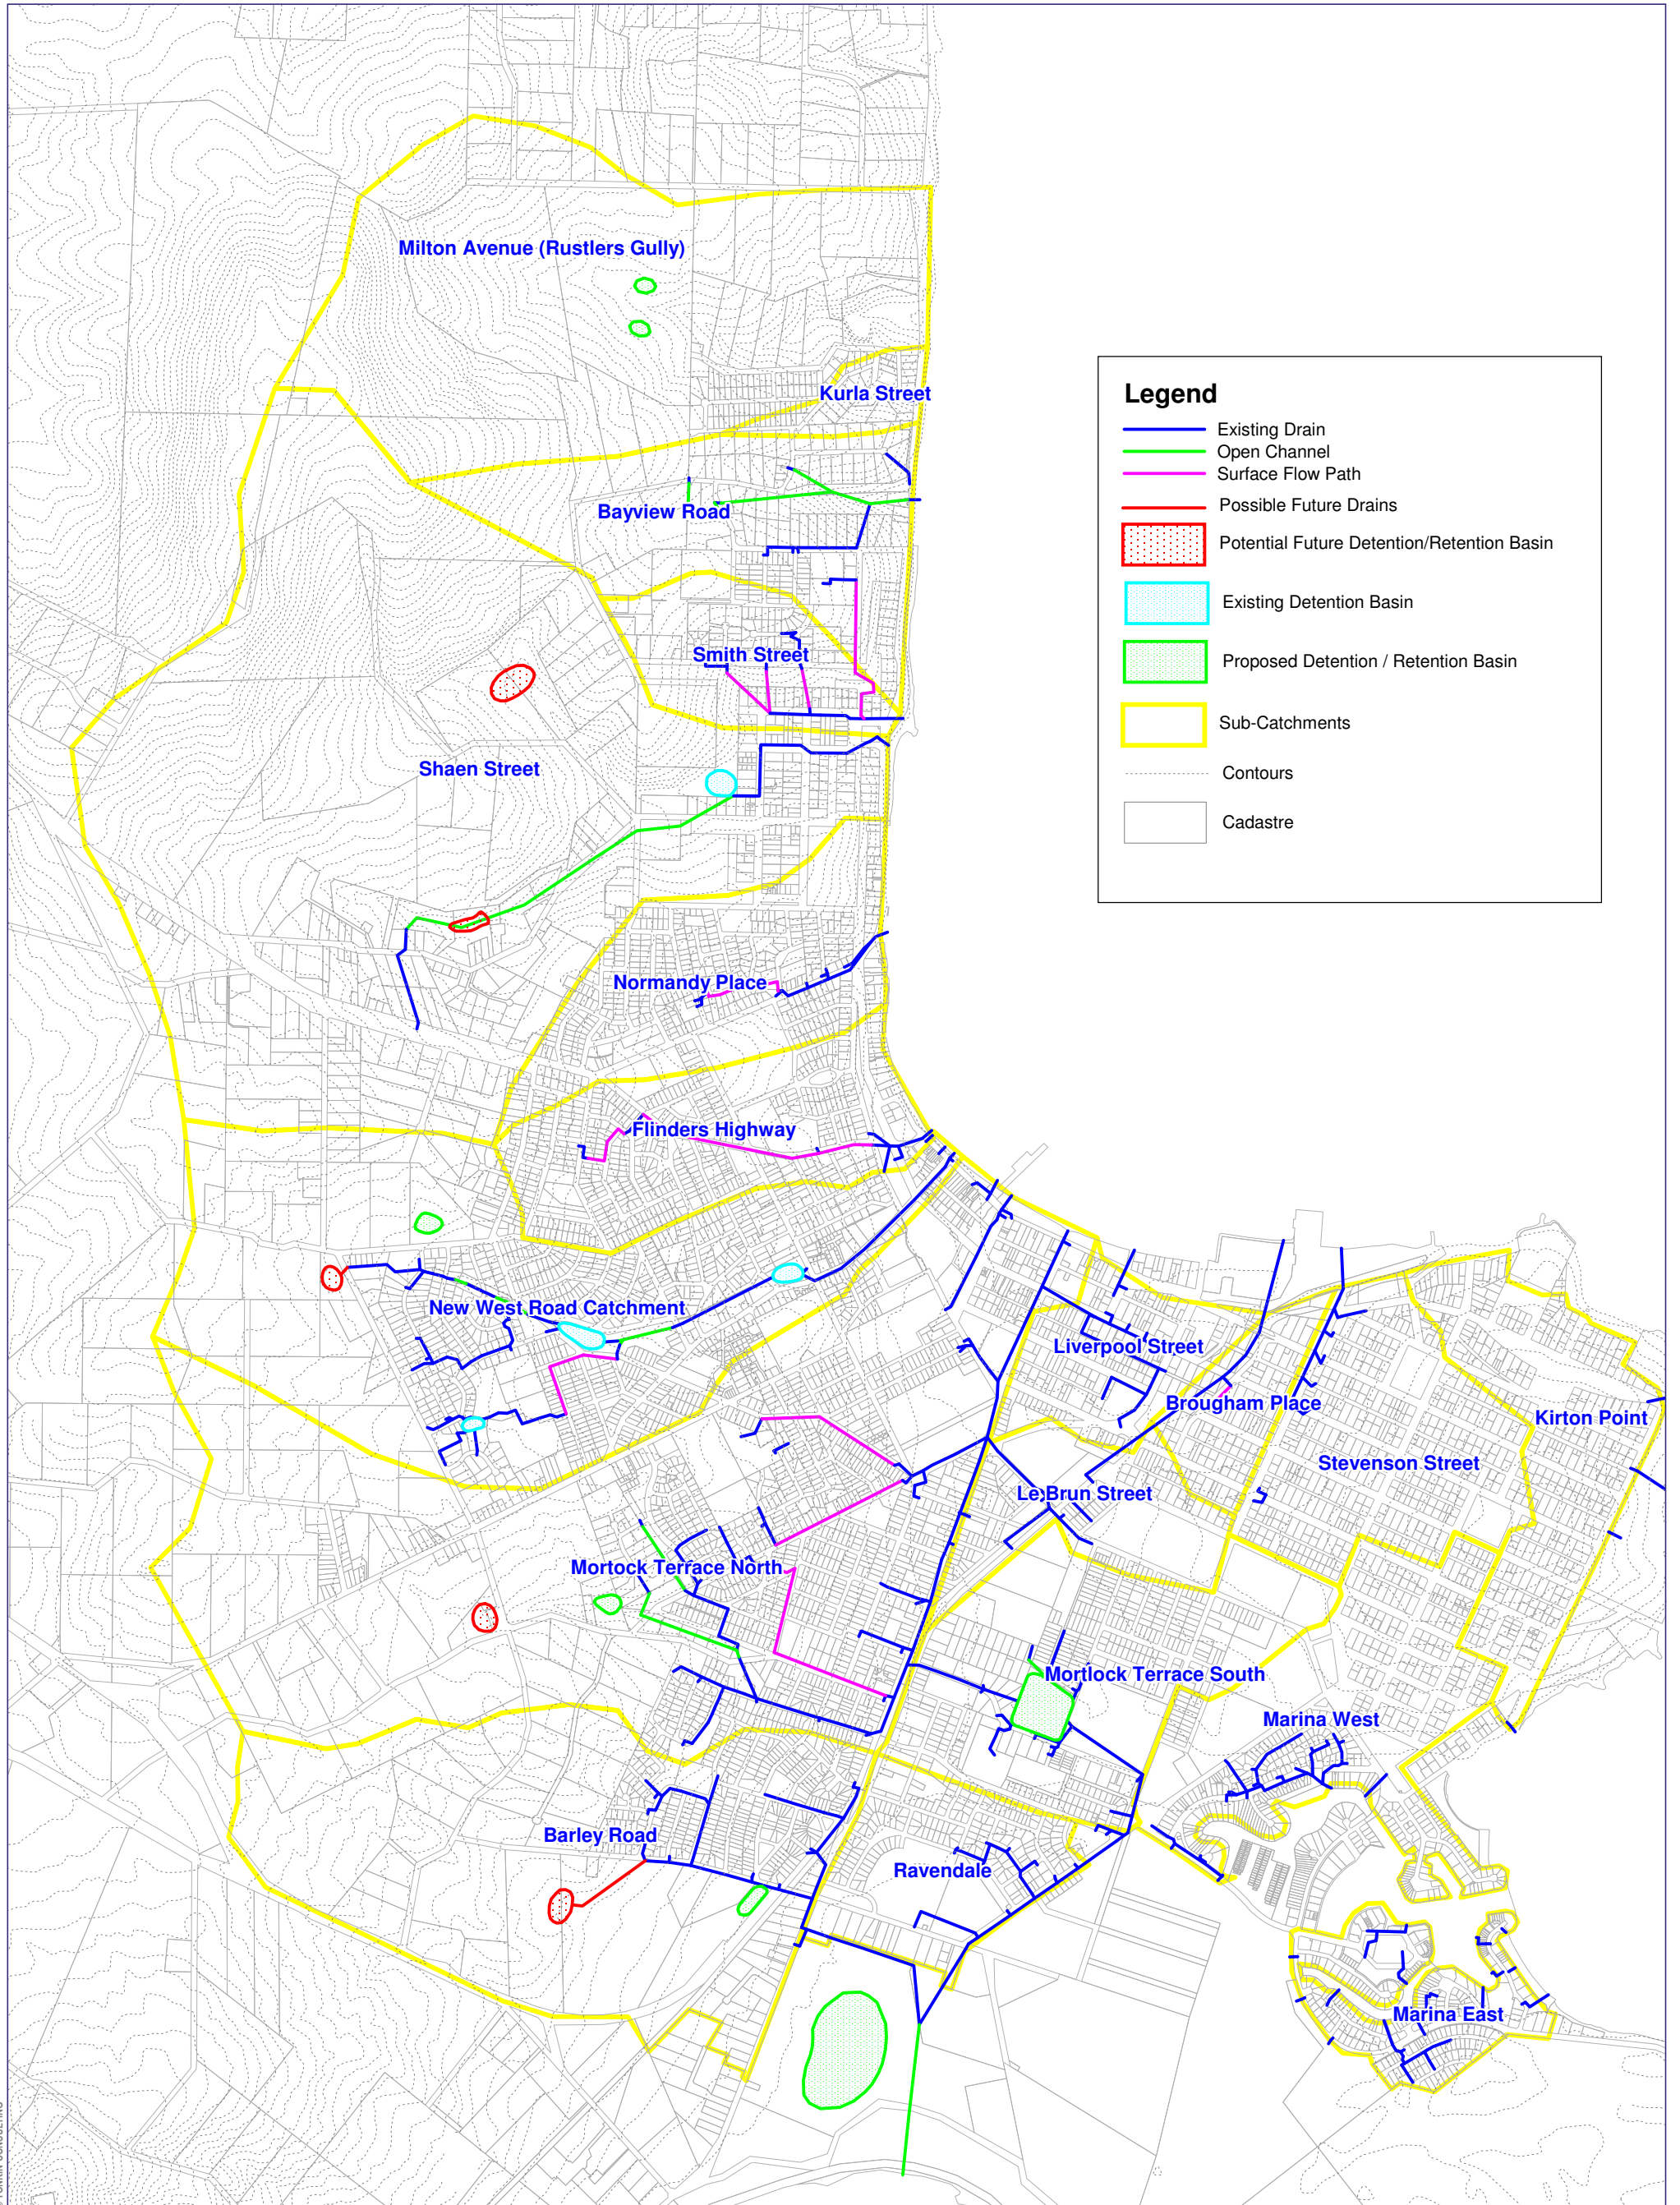 Milton Avenue (Rustlers Gully)
Kurla Street
Legend
Existing Drain
Open Channel
Surface Flow Path
Possible Future Drains
Potential Future Detention/Retention Basin
Existing Detention Basin
Proposed Detention / Retention Basin
Sub-Catchments
Contours
Cadastre
Bayview Road
Smith Street
Shaen Street
Normandy Place
Flinders Highway
New West Road Catchment
Liverpool Street
Brougham Place
Kirton Point
Stevenson Street
Le Brun Street
Mortock Terrace North
Mortlock Terrace South
Marina West
Barley Road
Ravendale
Marina East